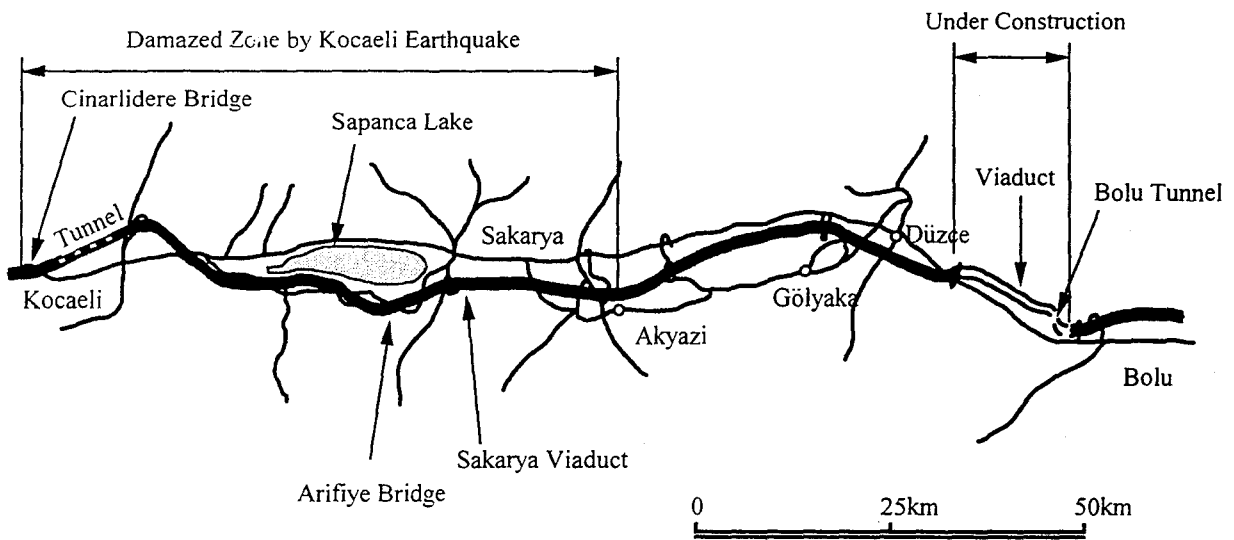 Under Construction
Damazed Zone by Kocaeli Earthquake
Cinarlidere Bridge
Sapanca Lake
Viaduct
Bolu Tunnel
Tunnel
Sakarya
Düzçe
Kocaeli
Gölyaka
Akyazi
Bolu
Sakarya Viaduct
Arifiye Bridge
0 25km 50km